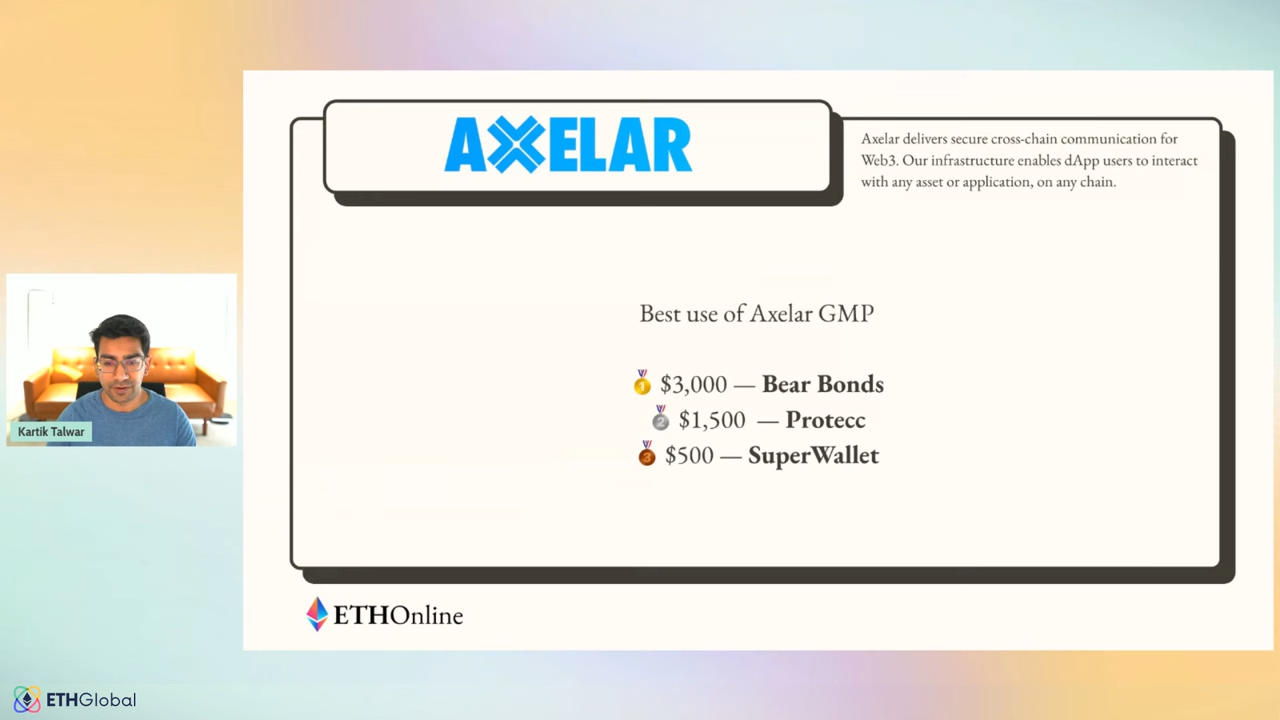 AXELAR
Axelar delivers secure cross-chain communication for
Web3. Our infrastructure enables dApp users to interact
with any asset or application, on any chain.
Best use of Axelar GMP
🥇 $3,000 — Bear Bonds
🥈 $1,500 — Protecc
🥉 $500 — SuperWallet
Kartik Talwar
ETHOnline
ETHGlobal